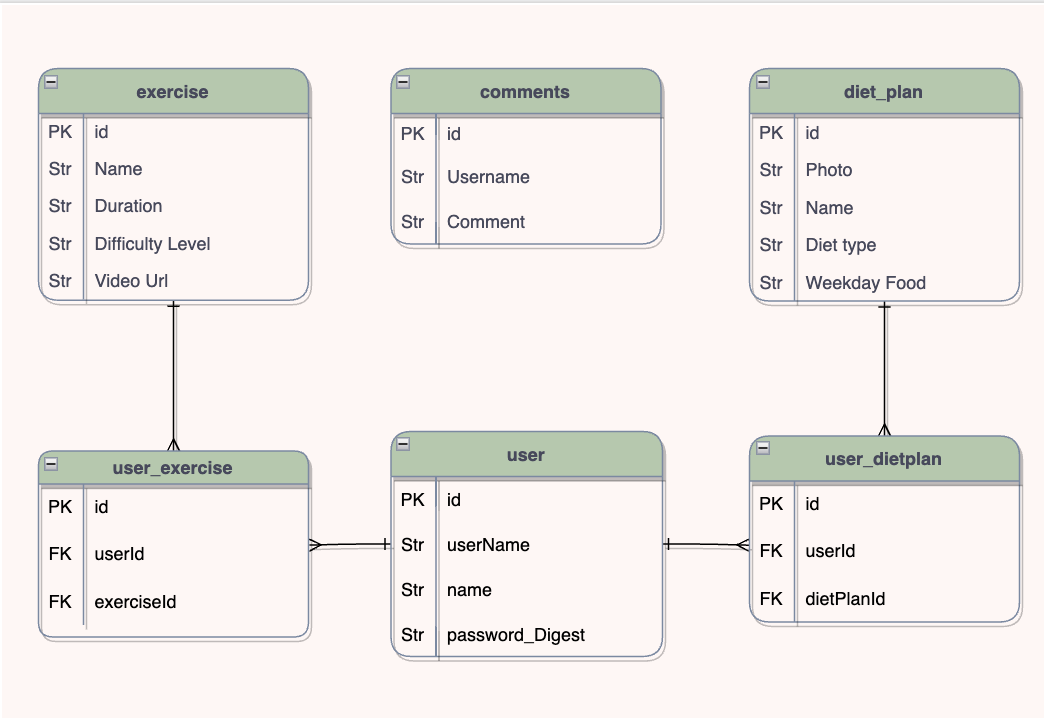 exercise
PK id
Str Name
Str Duration
Str Difficulty Level
Str Video Url
comments
PK id
Str Username
Str Comment
diet_plan
PK id
Str Photo
Str Name
Str Diet type
Str Weekday Food
user_exercise
PK id
FK userId
FK exerciseId
user
PK id
Str userName
Str name
Str password_Digest
user_dietplan
PK id
FK userId
FK dietPlanId